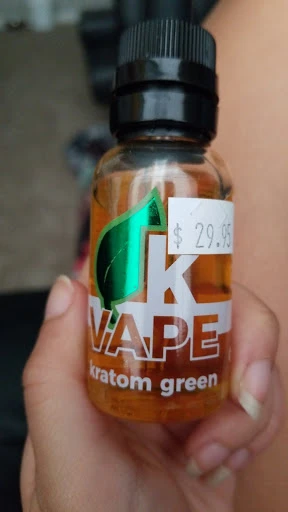 $ 29.95
K
VAPE
kratom green